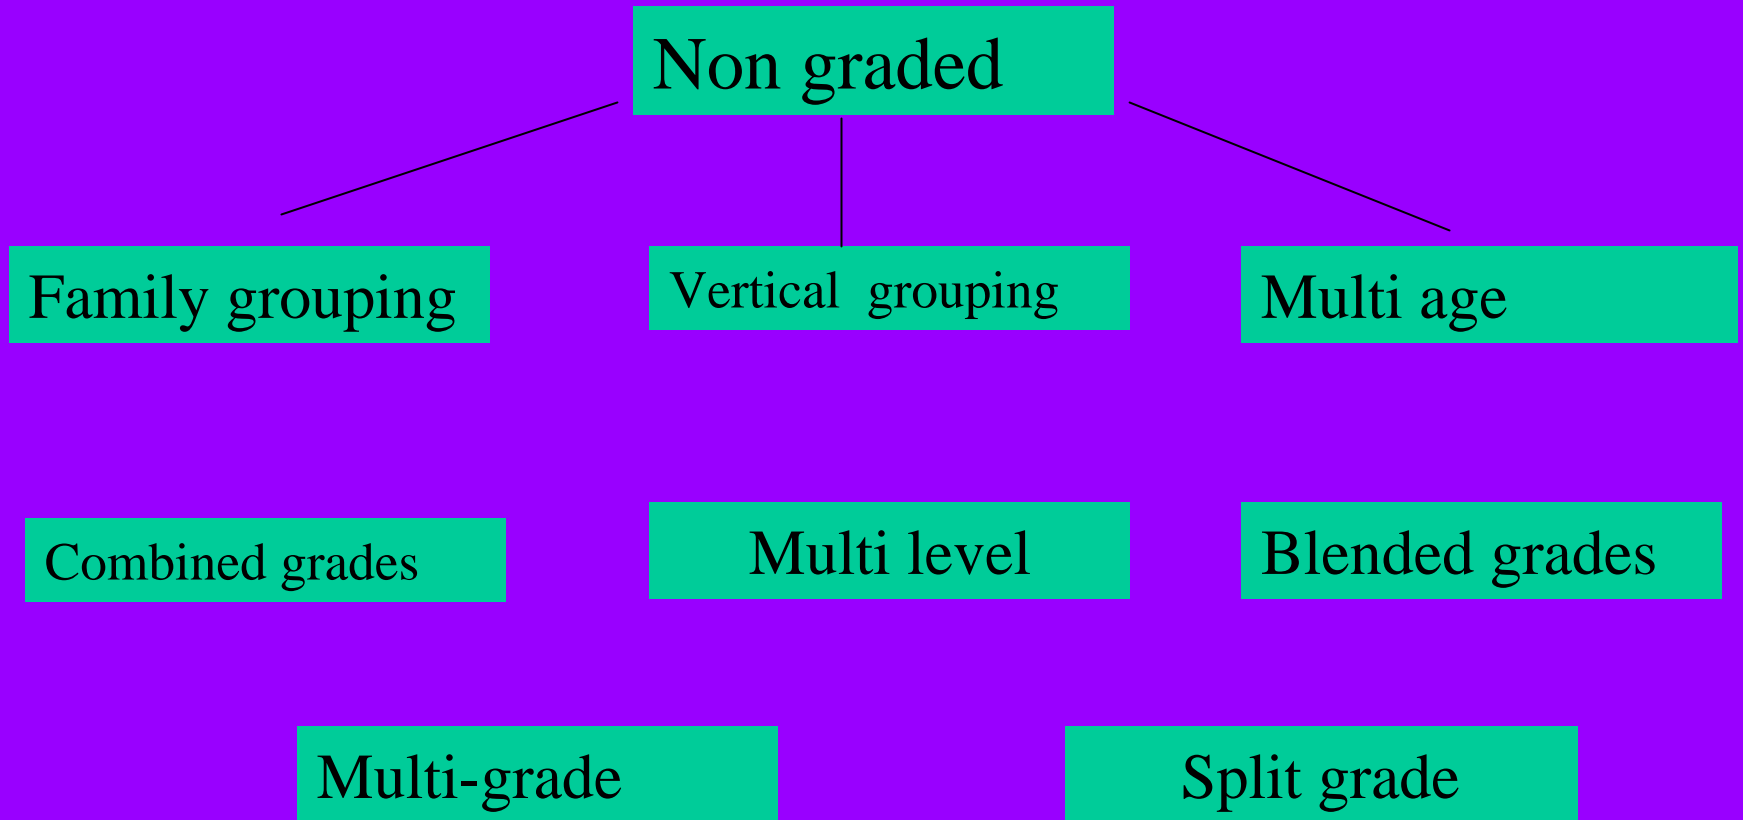 Non graded
Family grouping
Vertical grouping
Multi age
Combined grades
Multi level
Blended grades
Multi-grade
Split grade